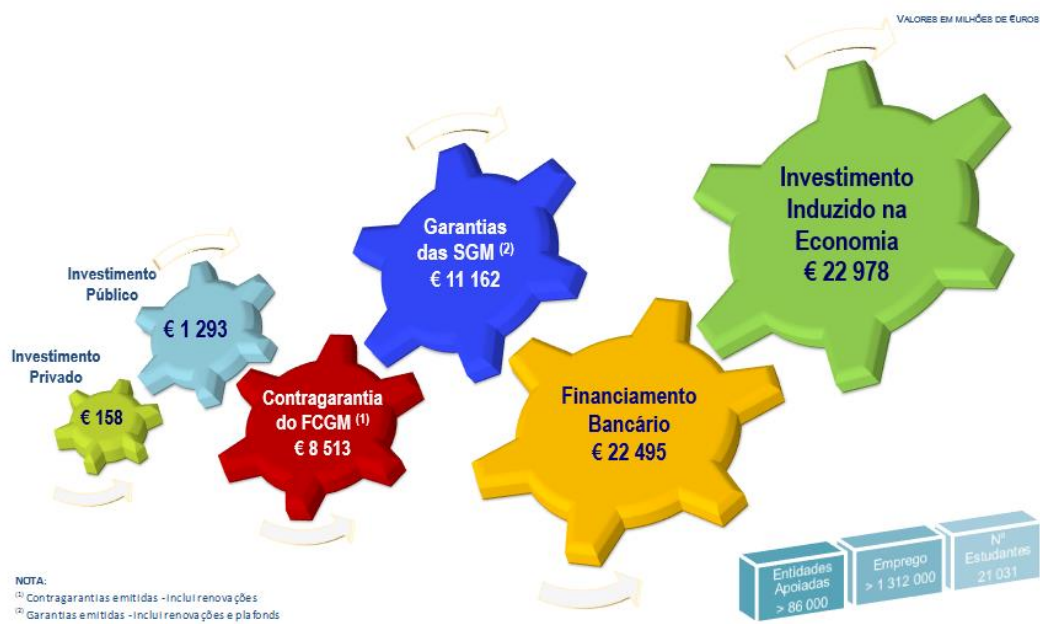 VALORES EM MILHÕES DE €UROS
Investimento
Privado
€ 158
Investimento
Público
€ 1 293
Contragarantia
do FCGM (1)
€ 8 513
Garantias
das SGM (2)
€ 11 162
Financiamento
Bancário
€ 22 495
Investimento
Induzido na
Economia
€ 22 978
Entidades
Apoiadas
> 86 000
Emprego
> 1 312 000
Nº
Estudantes
21 031
NOTA:
(1) Contragarantias emitidas - inclui renovações
(2) Garantias emitidas - inclui renovações e plafonds